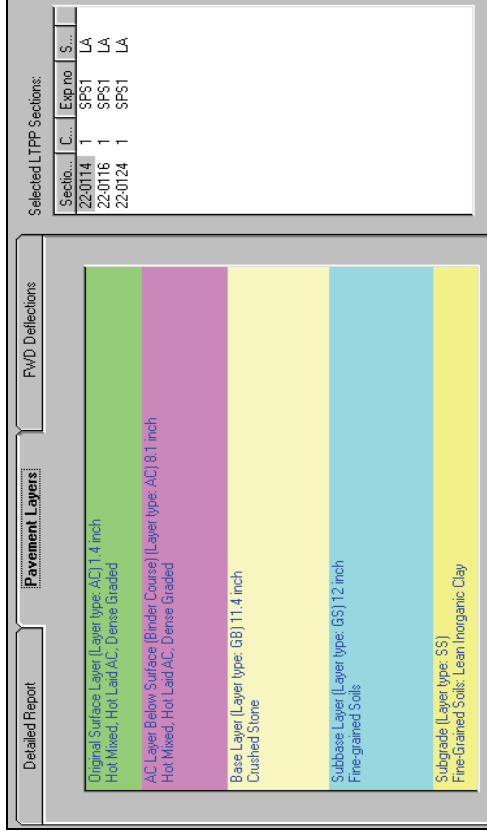 Detailed Report
Pavement Layers
FWD Deflections
Original Surface Layer (Layer type: AC) 1.4 inch
Hot Mixed, Hot Laid AC, Dense Graded
AC Layer Below Surface (Binder Course) (Layer type: AC) 8.1 inch
Hot Mixed, Hot Laid AC, Dense Graded
Base Layer (Layer type: GB) 11.4 inch
Crushed Stone
Subbase Layer (Layer type: GS) 12 inch
Fine-grained Soils
Subgrade (Layer type: SS)
Fine-Grained Soils: Lean Inorganic Clay
Selected LTPP Sections:
Sectio... C... Exp no S...
22-0114 1 SPS1 LA
22-0116 1 SPS1 LA
22-0124 1 SPS1 LA